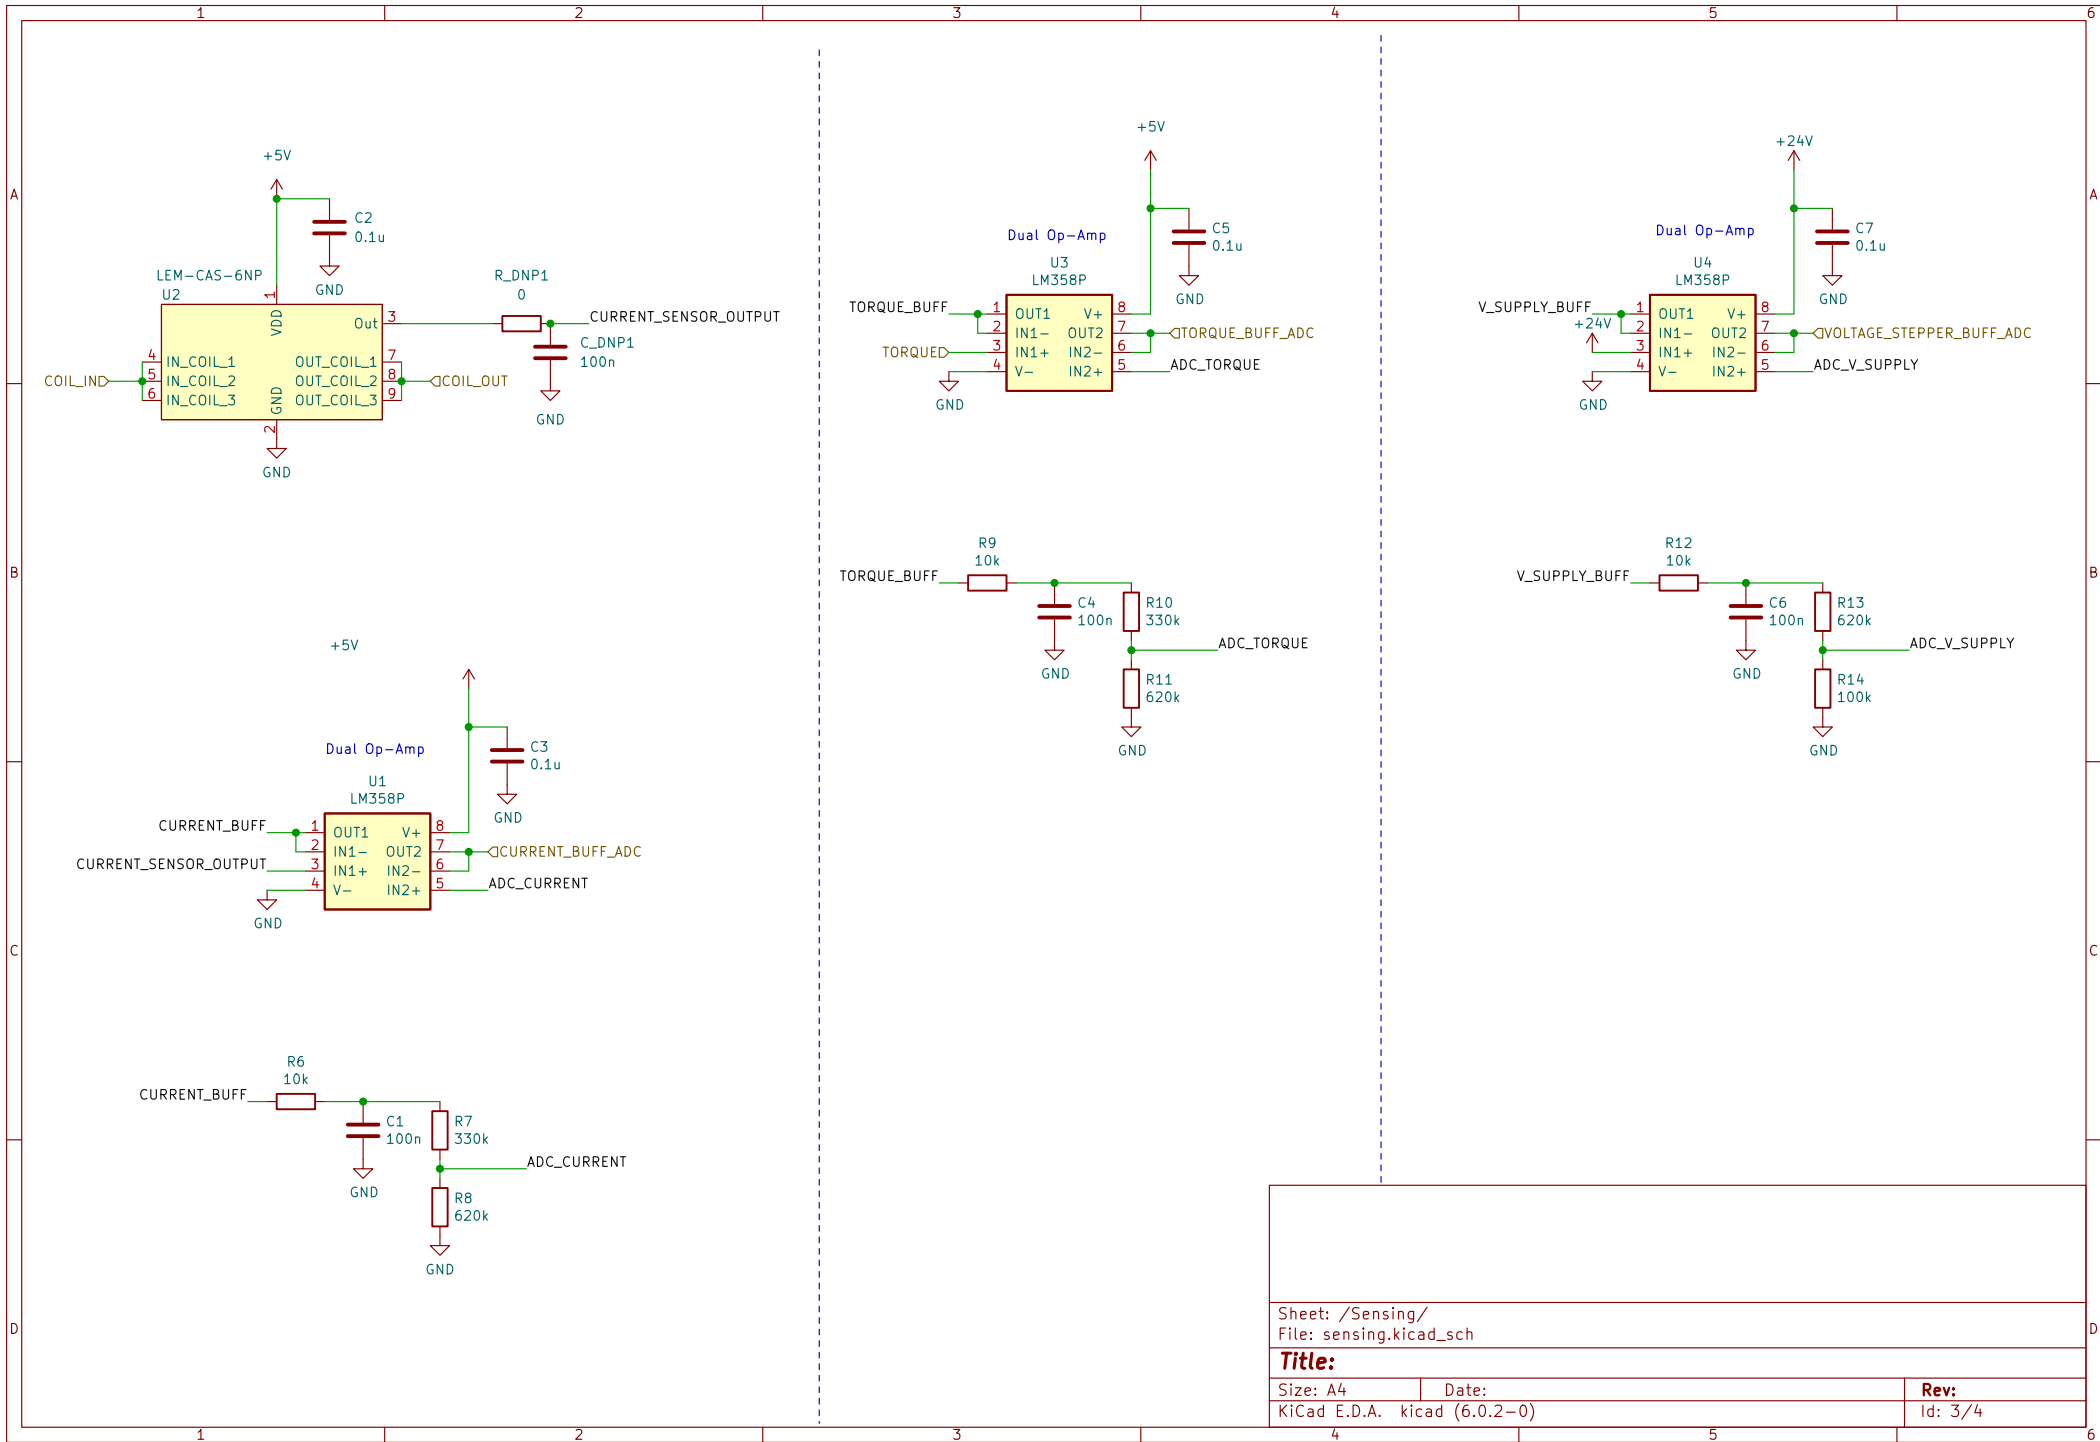 1 2 3 4 5 6
A
B
C
D
+5V
C2
0.1u
GND
LEM-CAS-6NP
U2
1
VDD
Out
3
R_DNP1
0
CURRENT_SENSOR_OUTPUT
C_DNP1
100n
GND
COIL_IN
4
5
6
IN_COIL_1
IN_COIL_2
IN_COIL_3
OUT_COIL_1
OUT_COIL_2
OUT_COIL_3
7
8
9
COIL_OUT
GND
2
GND
+5V
Dual Op-Amp
C3
0.1u
GND
U1
LM358P
CURRENT_BUFF
CURRENT_SENSOR_OUTPUT
GND
1 OUT1 V+ 8
2 IN1- OUT2 7
3 IN1+ IN2- 6
4 V- IN2+ 5
CURRENT_BUFF_ADC
ADC_CURRENT
R6
10k
CURRENT_BUFF
C1
100n
GND
R7
330k
ADC_CURRENT
R8
620k
GND
+5V
Dual Op-Amp
C5
0.1u
GND
U3
LM358P
TORQUE_BUFF
TORQUE
GND
1 OUT1 V+ 8
2 IN1- OUT2 7
3 IN1+ IN2- 6
4 V- IN2+ 5
TORQUE_BUFF_ADC
ADC_TORQUE
R9
10k
TORQUE_BUFF
C4
100n
GND
R10
330k
ADC_TORQUE
R11
620k
GND
+24V
Dual Op-Amp
C7
0.1u
GND
U4
LM358P
V_SUPPLY_BUFF
+24V
GND
1 OUT1 V+ 8
2 IN1- OUT2 7
3 IN1+ IN2- 6
4 V- IN2+ 5
VOLTAGE_STEPPER_BUFF_ADC
ADC_V_SUPPLY
R12
10k
V_SUPPLY_BUFF
C6
100n
GND
R13
620k
ADC_V_SUPPLY
R14
100k
GND
A
B
C
D
Sheet: /Sensing/
File: sensing.kicad_sch
Title:
Size: A4 Date: Rev:
KiCad E.D.A. kicad (6.0.2-0) Id: 3/4
1 2 3 4 5 6